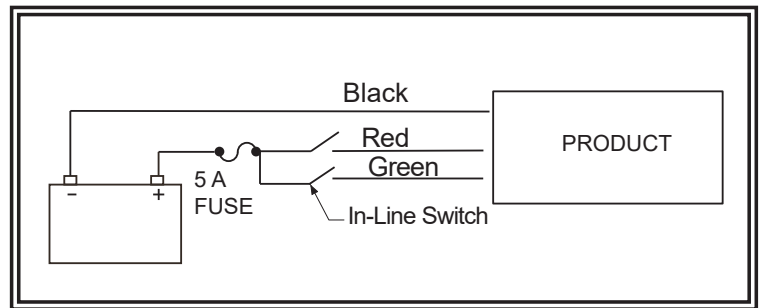 Black
Red
PRODUCT
Green
5 A
FUSE
- +
In-Line Switch